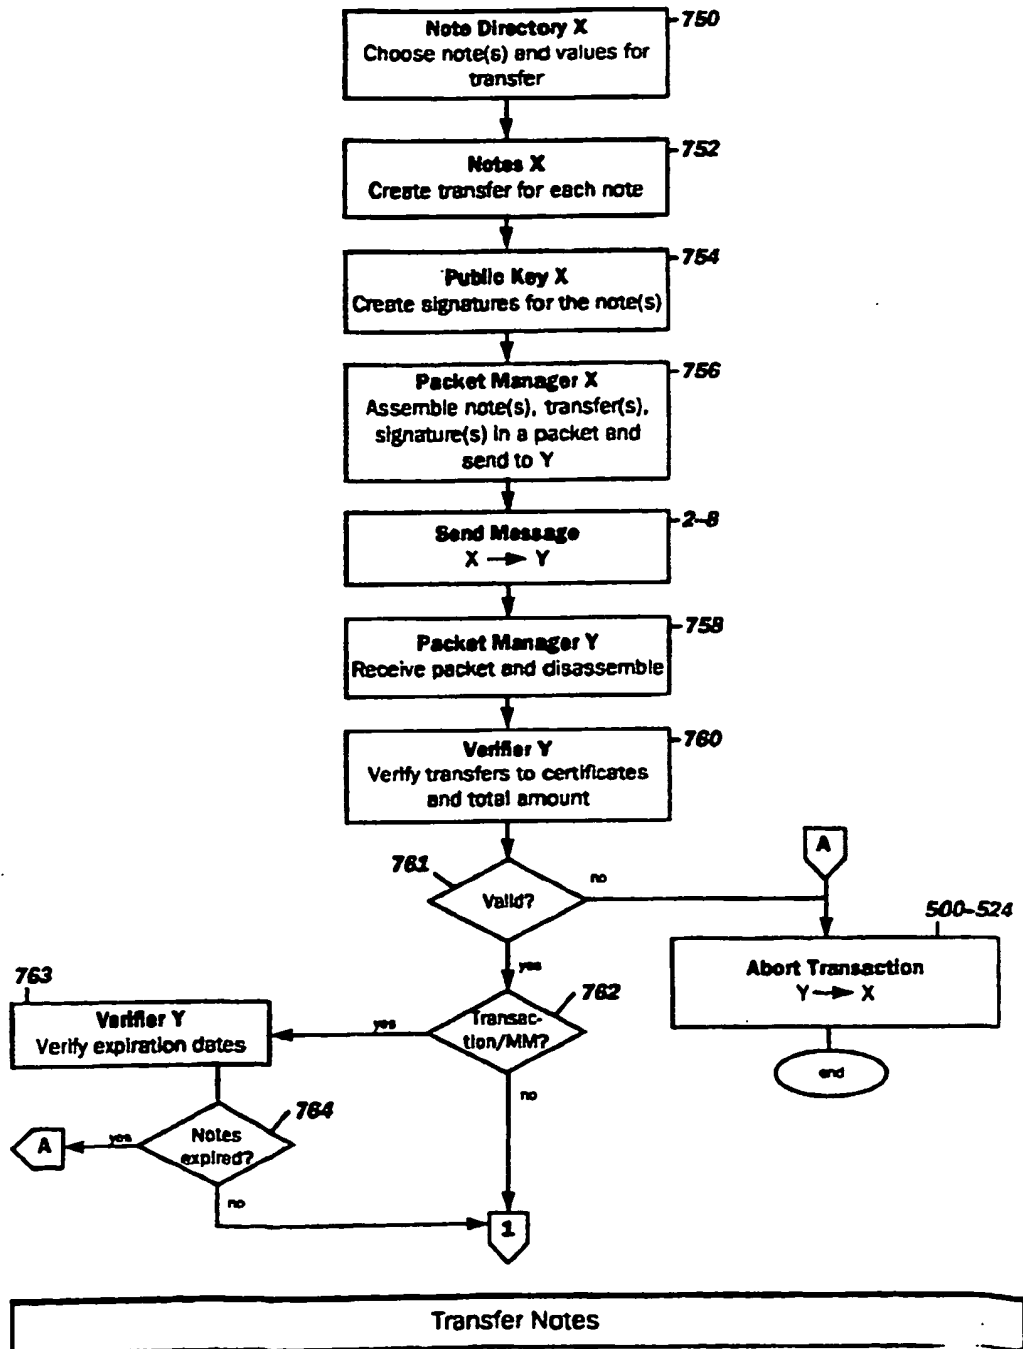 Note Directory X
Choose note(s) and values for
transfer
750
Notes X
Create transfer for each note
752
Public Key X
Create signatures for the note(s)
754
Packet Manager X
Assemble note(s), transfer(s),
signature(s) in a packet and
send to Y
756
Send Message
X → Y
2–8
Packet Manager Y
Receive packet and disassemble
758
Verifier Y
Verify transfers to certificates
and total amount
760
761
Valid?
no
yes
A
500–524
Abort Transaction
Y → X
end
762
Transac-
tion/MM?
yes
no
763
Verifier Y
Verify expiration dates
764
Notes
expired?
yes
A
no
1
Transfer Notes